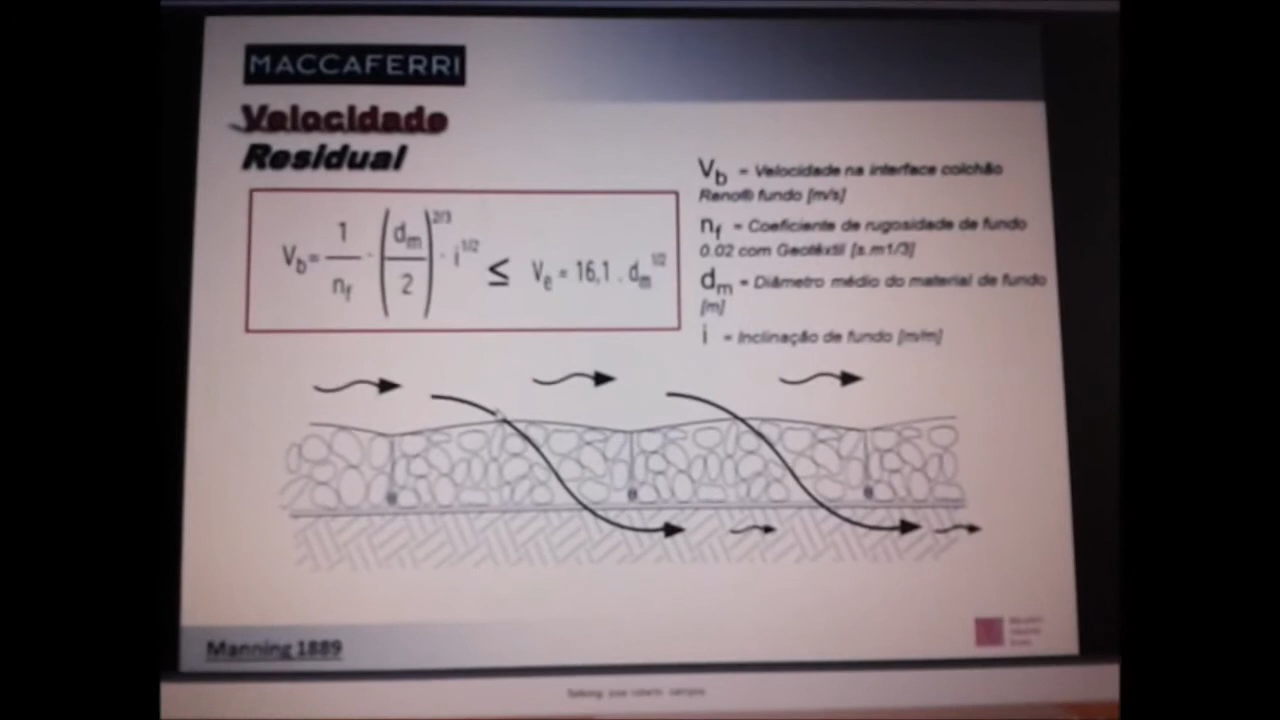 MACCAFERRI
Velocidade
Residual
V_b = 1/n_f · (d_m/2)^2/3 · i^1/2 ≤ V_e = 16,1 . d_m^1/2
V_b = Velocidade na interface colchão
Reno® fundo [m/s]
n_f = Coeficiente de rugosidade de fundo
0.02 com Geotêxtil [s.m1/3]
d_m = Diâmetro médio do material de fundo
[m]
i = Inclinação de fundo [m/m]
Manning 1889